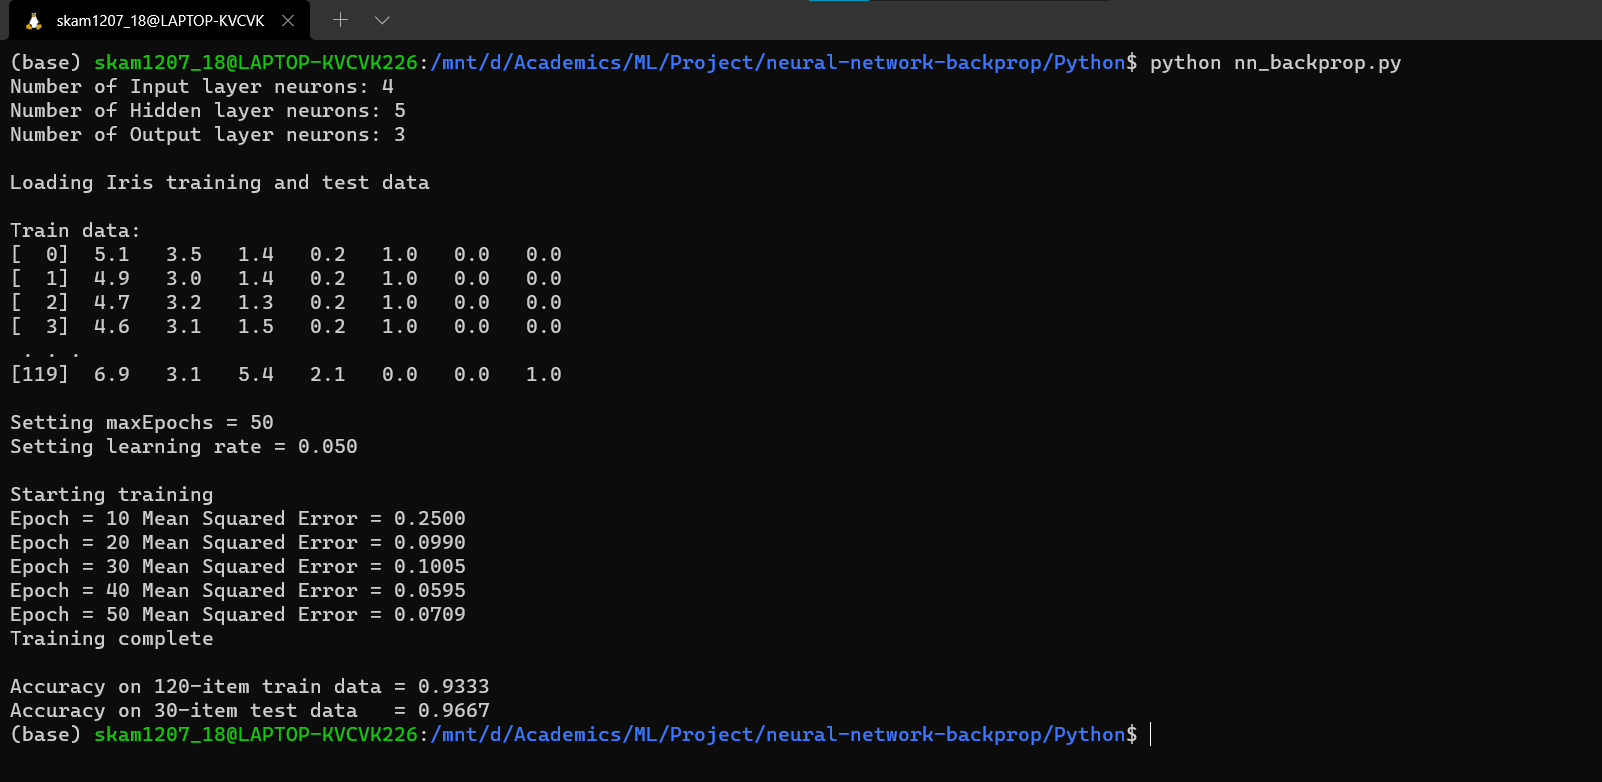 skam1207_18@LAPTOP-KVCVK
(base) skam1207_18@LAPTOP-KVCVK226:/mnt/d/Academics/ML/Project/neural-network-backprop/Python$ python nn_backprop.py
Number of Input layer neurons: 4
Number of Hidden layer neurons: 5
Number of Output layer neurons: 3
Loading Iris training and test data
Train data:
[  0]  5.1   3.5   1.4   0.2   1.0   0.0   0.0
[  1]  4.9   3.0   1.4   0.2   1.0   0.0   0.0
[  2]  4.7   3.2   1.3   0.2   1.0   0.0   0.0
[  3]  4.6   3.1   1.5   0.2   1.0   0.0   0.0
 . . .
[119]  6.9   3.1   5.4   2.1   0.0   0.0   1.0
Setting maxEpochs = 50
Setting learning rate = 0.050
Starting training
Epoch = 10 Mean Squared Error = 0.2500
Epoch = 20 Mean Squared Error = 0.0990
Epoch = 30 Mean Squared Error = 0.1005
Epoch = 40 Mean Squared Error = 0.0595
Epoch = 50 Mean Squared Error = 0.0709
Training complete
Accuracy on 120-item train data = 0.9333
Accuracy on 30-item test data   = 0.9667
(base) skam1207_18@LAPTOP-KVCVK226:/mnt/d/Academics/ML/Project/neural-network-backprop/Python$